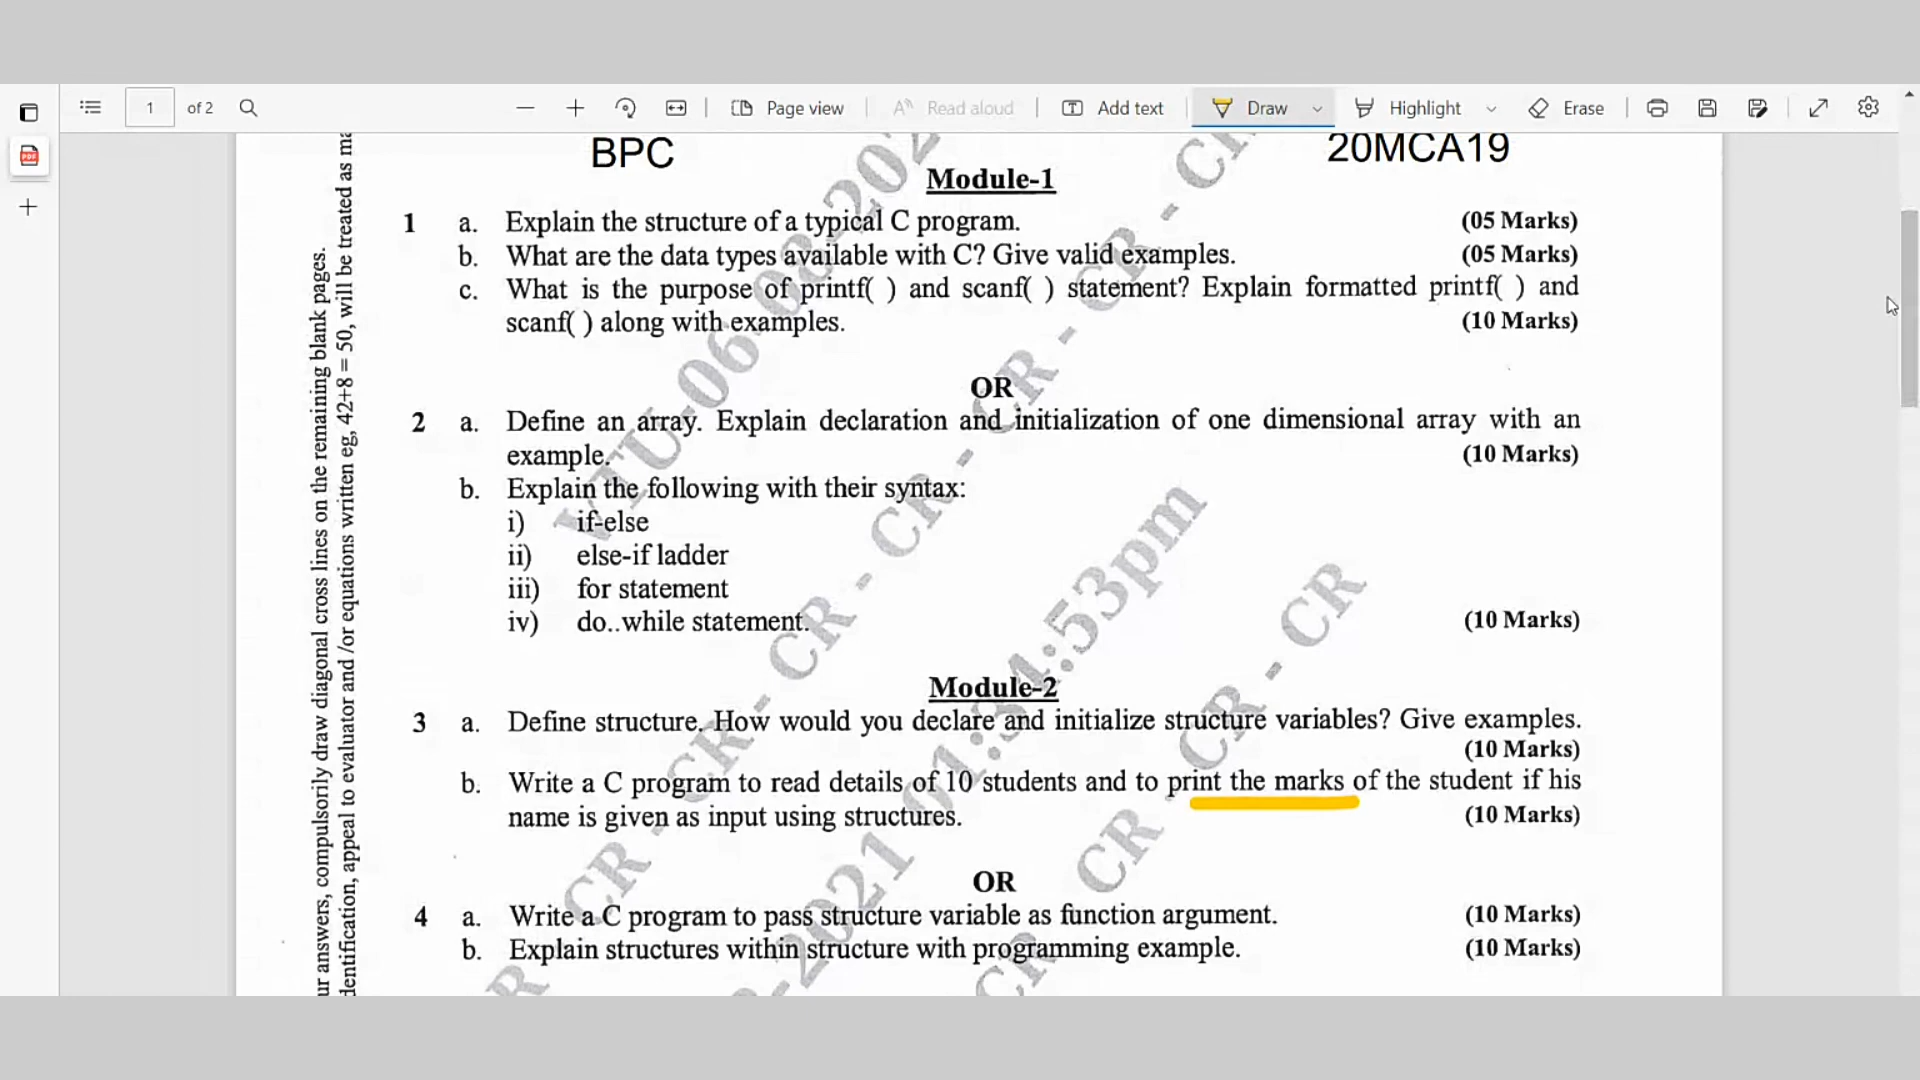 1 of 2 Page view Read aloud Add text Draw Highlight Erase
BPC 20MCA19
Module-1
1 a. Explain the structure of a typical C program. (05 Marks)
b. What are the data types available with C? Give valid examples. (05 Marks)
c. What is the purpose of printf( ) and scanf( ) statement? Explain formatted printf( ) and
scanf( ) along with examples. (10 Marks)
OR
2 a. Define an array. Explain declaration and initialization of one dimensional array with an
example. (10 Marks)
b. Explain the following with their syntax:
i) if-else
ii) else-if ladder
iii) for statement
iv) do..while statement. (10 Marks)
Module-2
3 a. Define structure. How would you declare and initialize structure variables? Give examples.
(10 Marks)
b. Write a C program to read details of 10 students and to print the marks of the student if his
name is given as input using structures. (10 Marks)
OR
4 a. Write a C program to pass structure variable as function argument. (10 Marks)
b. Explain structures within structure with programming example. (10 Marks)
answers, compulsorily draw diagonal cross lines on the remaining blank pages.
appeal to evaluator and /or equations written eg, 42+8 = 50, will be treated as
CR - CR - CR - CR - CR - CR
01:34:53pm